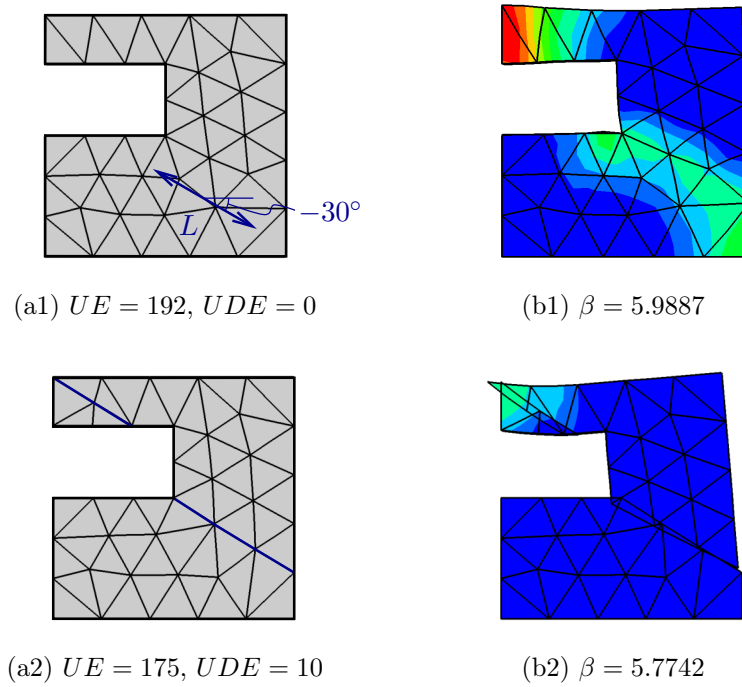 L
−30°
(a1) UE = 192, UDE = 0
(b1) β = 5.9887
(a2) UE = 175, UDE = 10
(b2) β = 5.7742